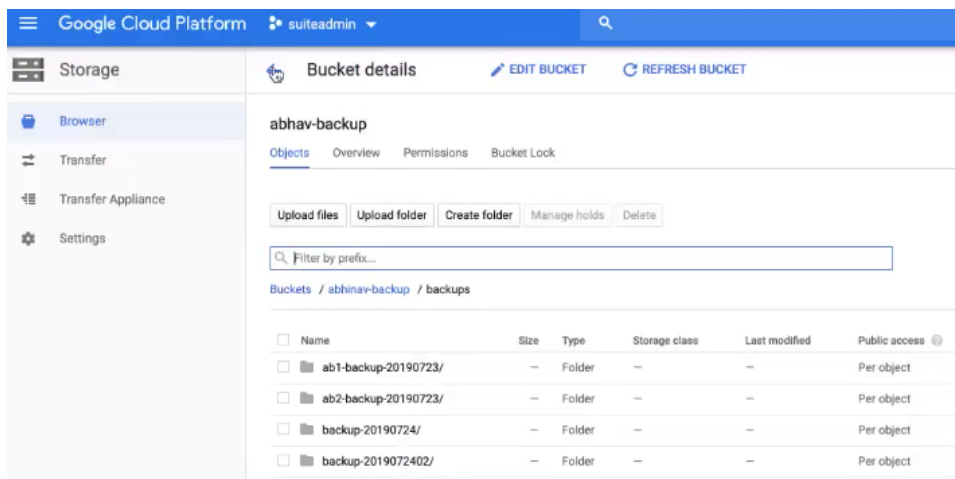 Google Cloud Platform suiteadmin
Storage
Bucket details EDIT BUCKET REFRESH BUCKET
Browser
Transfer
Transfer Appliance
Settings
abhav-backup
Objects Overview Permissions Bucket Lock
Upload files Upload folder Create folder Manage holds Delete
Filter by prefix...
Buckets / abhinav-backup / backups
Name Size Type Storage class Last modified Public access ?
ab1-backup-20190723/ — Folder — — Per object
ab2-backup-20190723/ — Folder — — Per object
backup-20190724/ — Folder — — Per object
backup-2019072402/ — Folder — — Per object